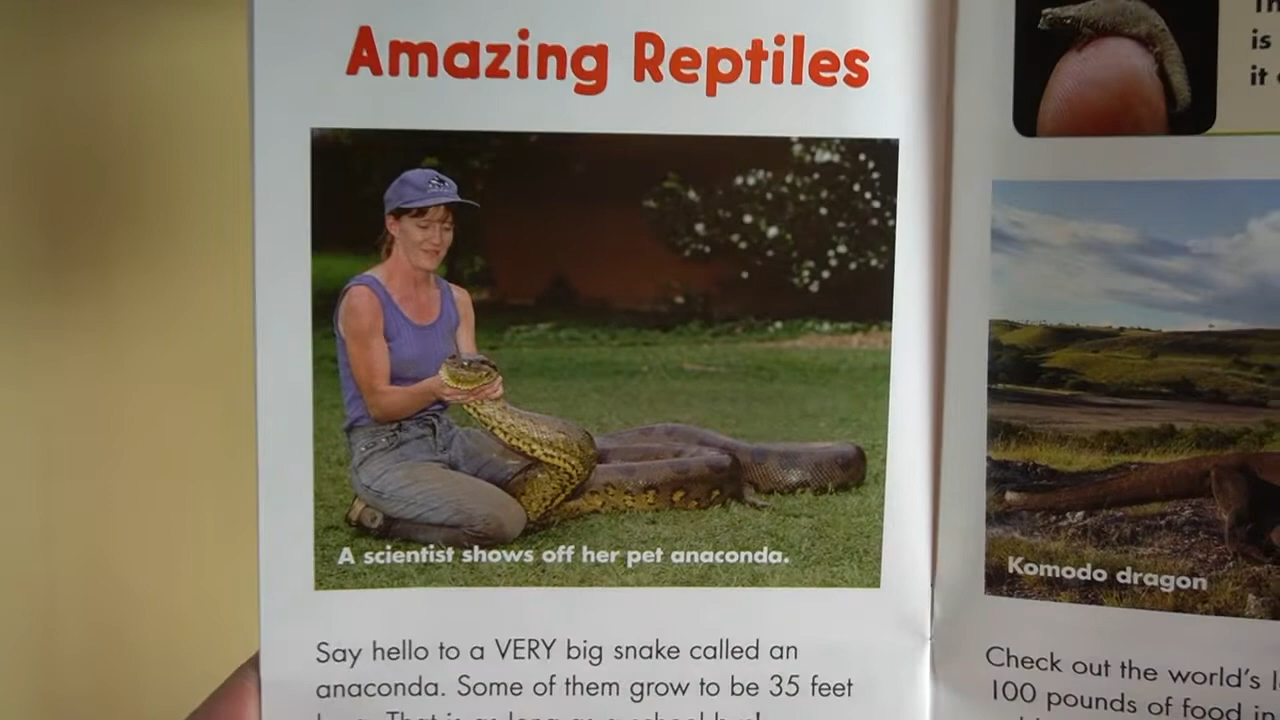 Amazing Reptiles
A scientist shows off her pet anaconda.
Say hello to a VERY big snake called an
anaconda. Some of them grow to be 35 feet
is
it
Komodo dragon
Check out the world's
100 pounds of food in